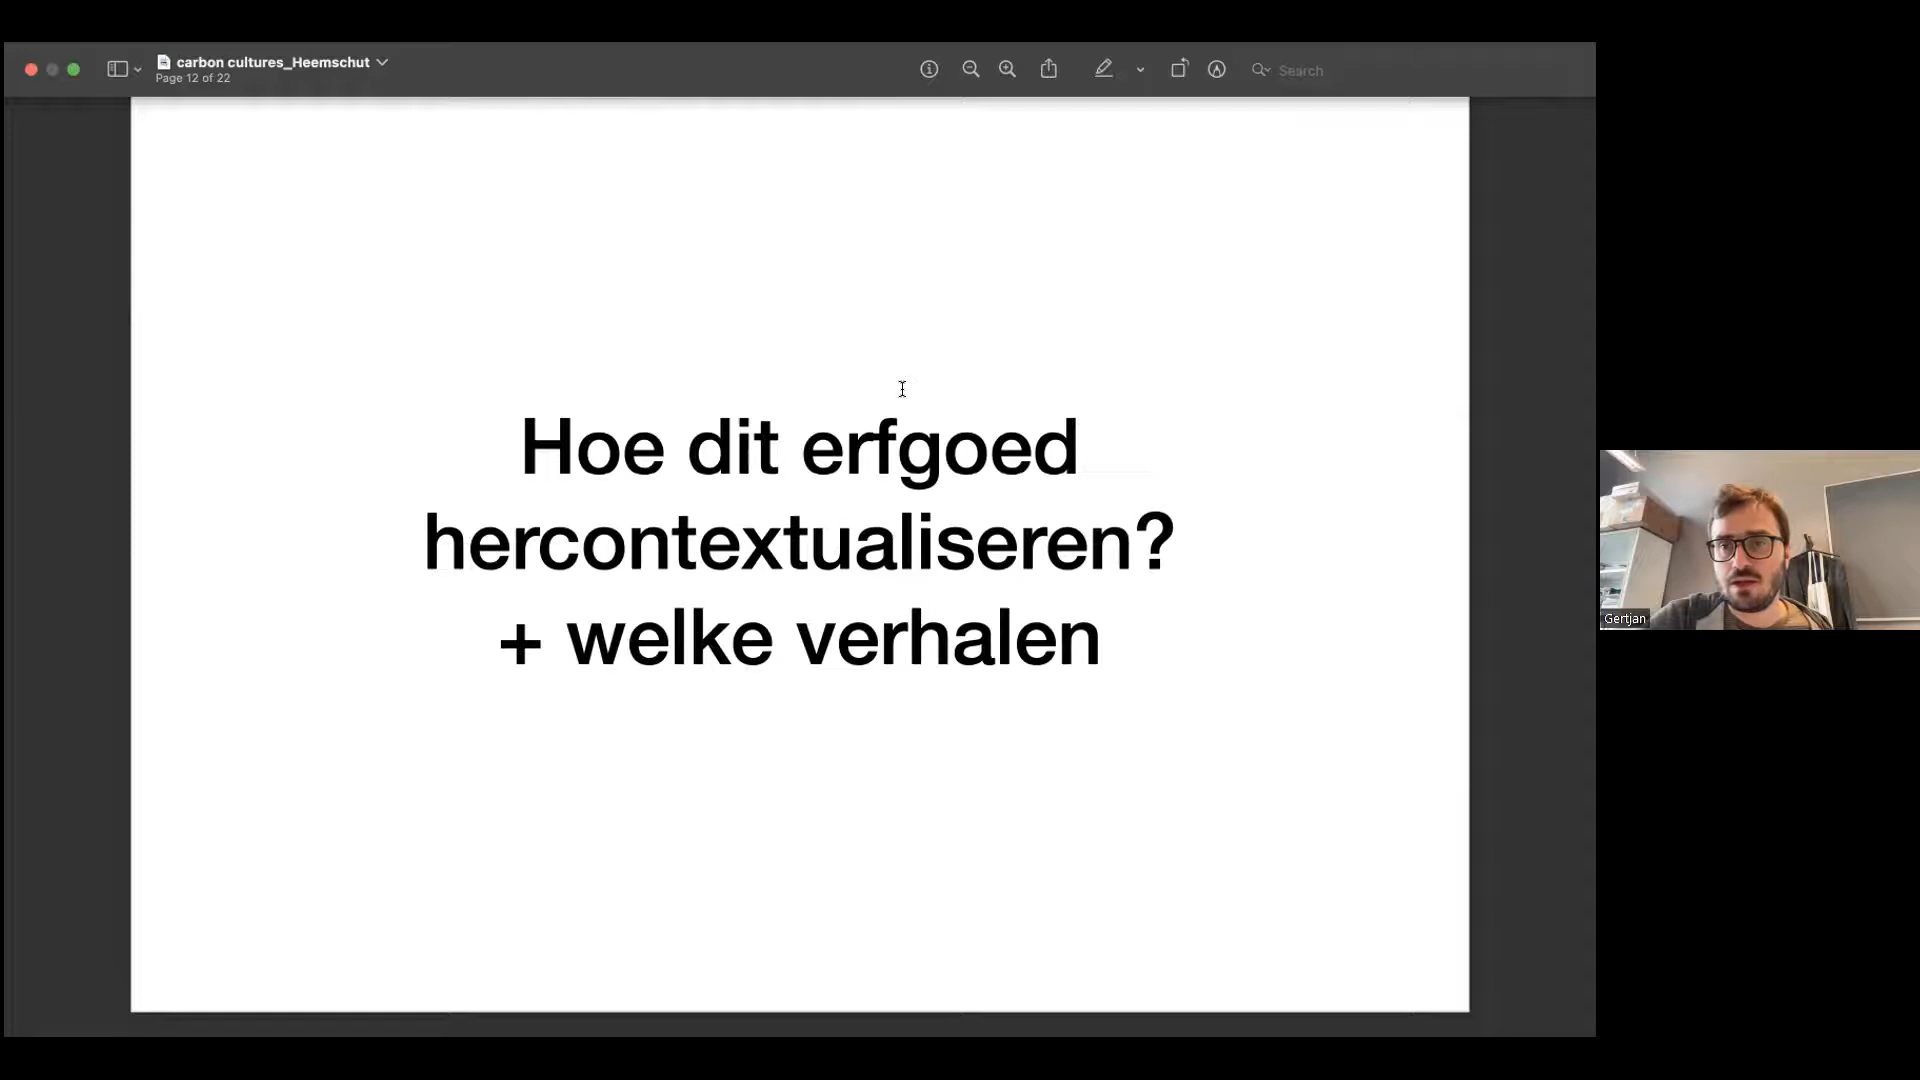 carbon cultures_Heemschut
Page 12 of 22
Search
Hoe dit erfgoed
hercontextualiseren?
+ welke verhalen
Gertjan